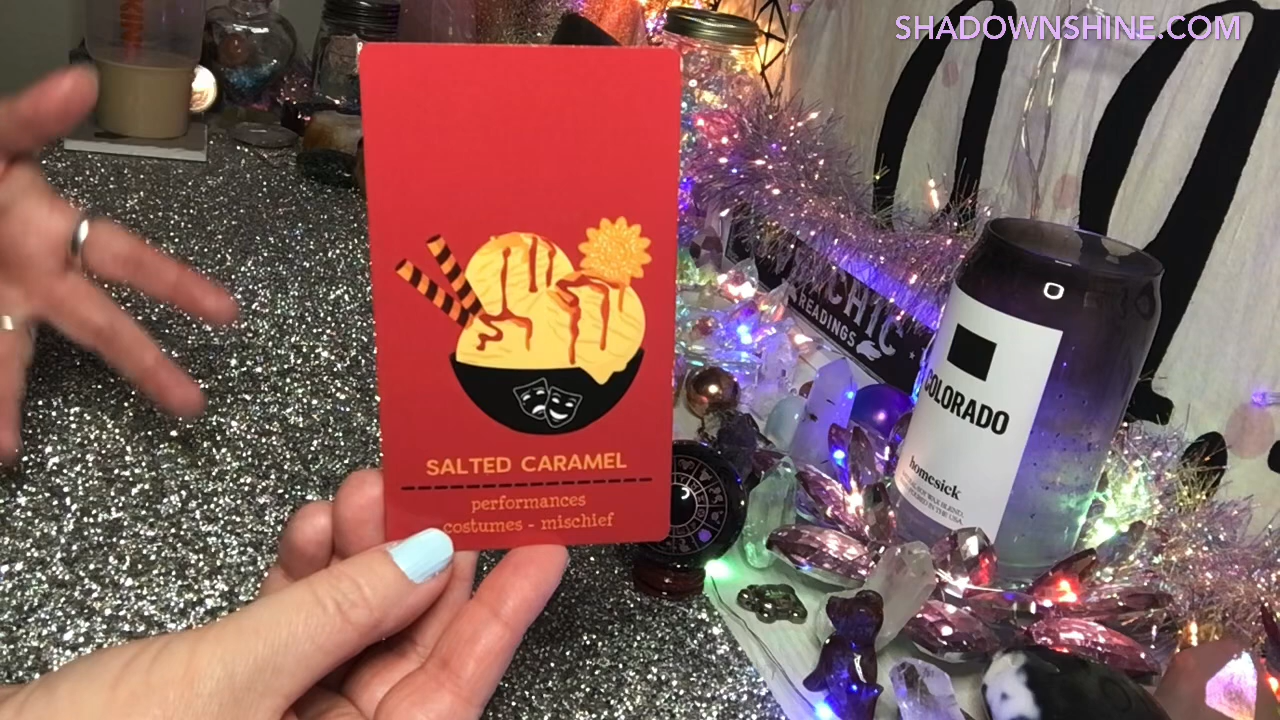 SHADOWNSHINE.COM
READINGS
COLORADO
homesick
SALTED CARAMEL
performances
costumes - mischief